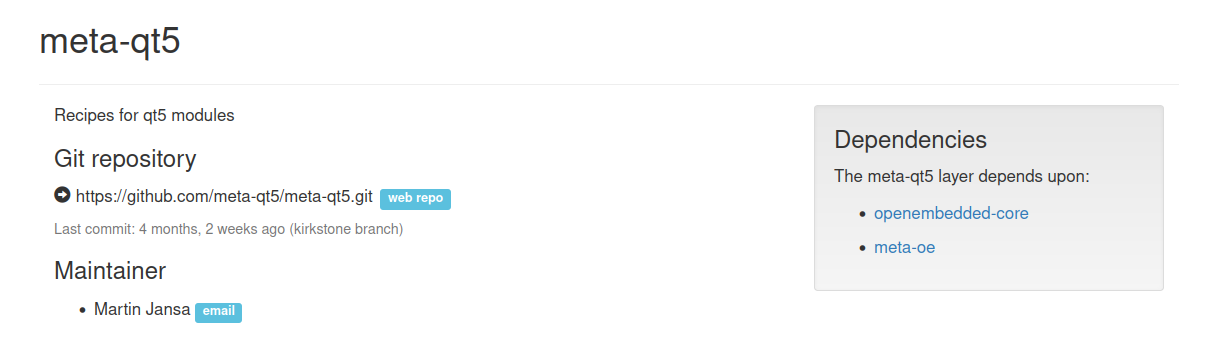 meta-qt5
Recipes for qt5 modules
Git repository
https://github.com/meta-qt5/meta-qt5.git web repo
Last commit: 4 months, 2 weeks ago (kirkstone branch)
Maintainer
• Martin Jansa email
Dependencies
The meta-qt5 layer depends upon:
• openembedded-core
• meta-oe